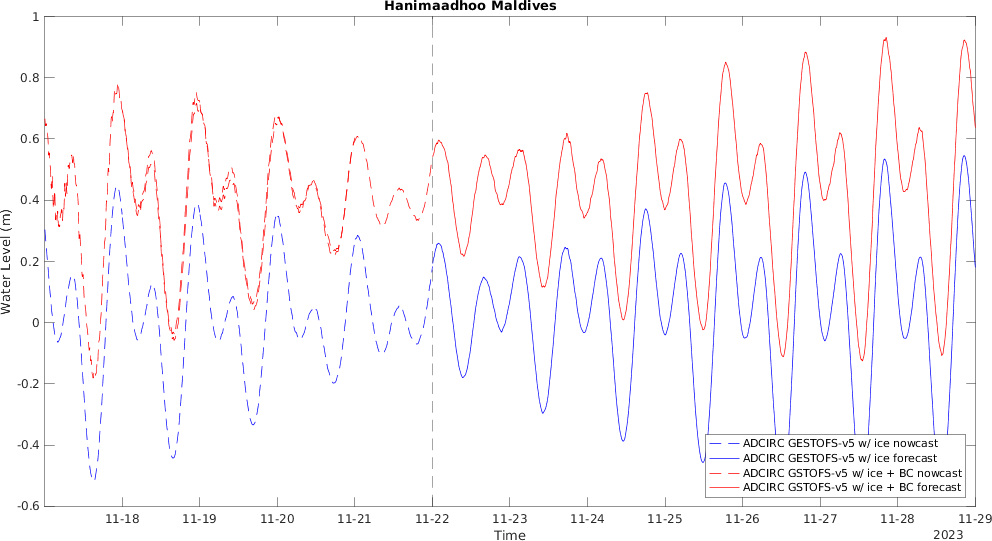 Hanimaadhoo Maldives
Water Level (m)
1
0.8
0.6
0.4
0.2
0
-0.2
-0.4
-0.6
ADCIRC GESTOFS-v5 w/ ice nowcast
ADCIRC GESTOFS-v5 w/ ice forecast
ADCIRC GSTOFS-v5 w/ ice + BC nowcast
ADCIRC GSTOFS-v5 w/ ice + BC forecast
11-18 11-19 11-20 11-21 11-22 11-23 11-24 11-25 11-26 11-27 11-28 11-29
Time
2023